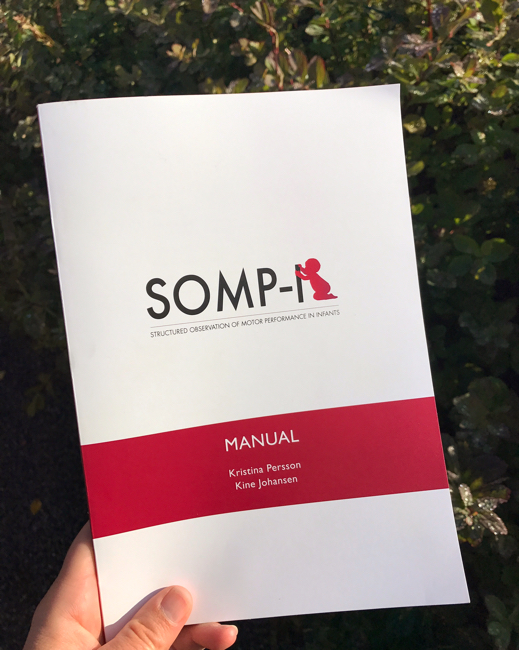 SOMP-I
STRUCTURED OBSERVATION OF MOTOR PERFORMANCE IN INFANTS
MANUAL
Kristina Persson
Kine Johansen